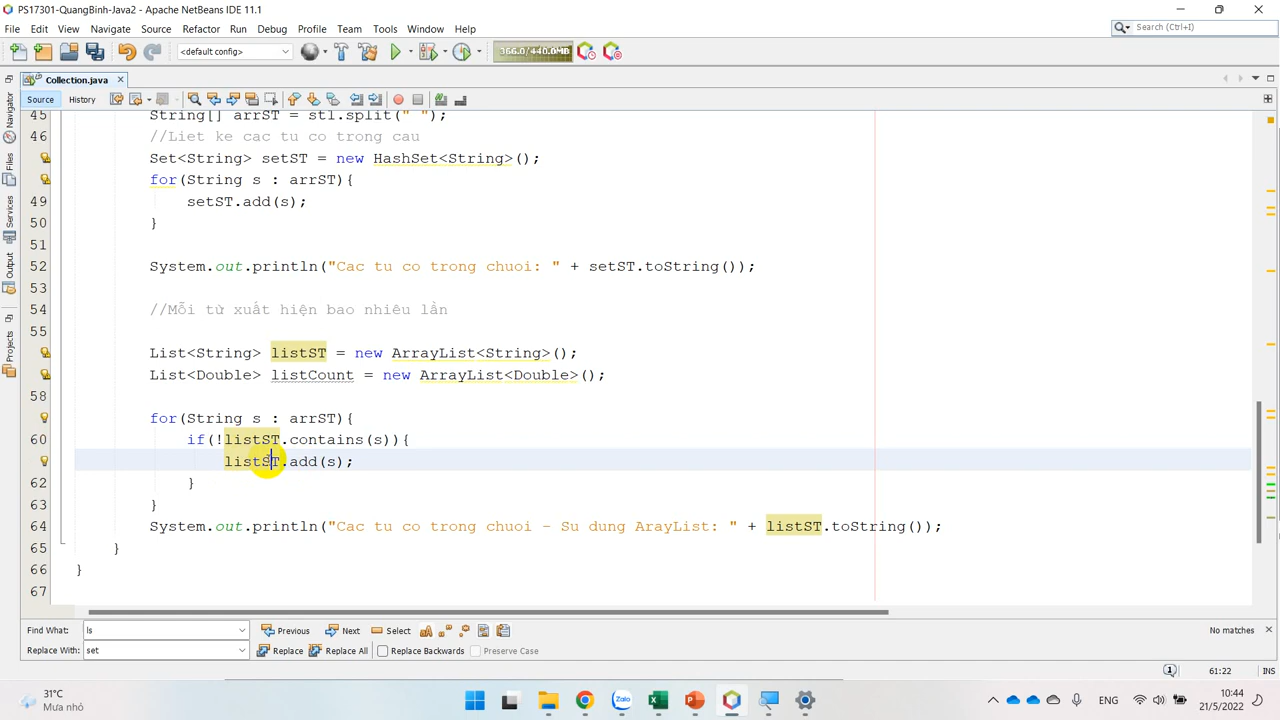 PS17301-QuangBinh-Java2 - Apache NetBeans IDE 11.1
File Edit View Navigate Source Refactor Run Debug Profile Team Tools Window Help
Search (Ctrl+I)
<default config>
366.0/440.0MB
Collection.java
Source History
45 String[] arrST = stl.split(" ");
46 //Liet ke cac tu co trong cau
Set<String> setST = new HashSet<String>();
for(String s : arrST){
49 setST.add(s);
50 }
51
52 System.out.println("Cac tu co trong chuoi: " + setST.toString());
53
54 //Mỗi từ xuất hiện bao nhiêu lần
55
List<String> listST = new ArrayList<String>();
List<Double> listCount = new ArrayList<Double>();
58
for(String s : arrST){
60 if(!listST.contains(s)){
listST.add(s);
62 }
63 }
64 System.out.println("Cac tu co trong chuoi - Su dung ArayList: " + listST.toString());
65 }
66 }
67
Navigator
Files
Services
Output
Projects
Find What: ls Previous Next Select No matches
Replace With: set Replace Replace All Replace Backwards Preserve Case
1 61:22 INS
31°C
Mưa nhỏ
ENG
10:44
21/5/2022